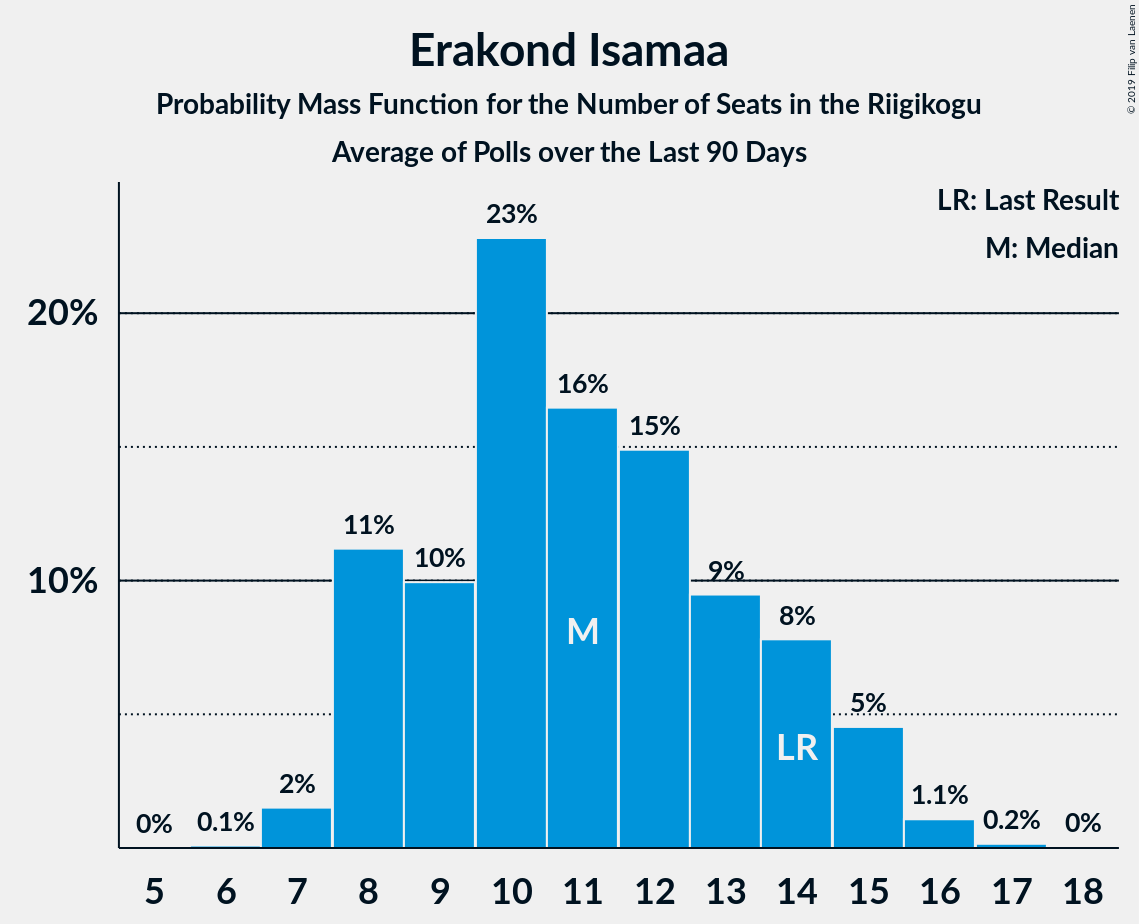 Erakond Isamaa
Probability Mass Function for the Number of Seats in the Riigikogu
Average of Polls over the Last 90 Days
© 2019 Filip van Laenen
LR: Last Result
M: Median
20%
10%
0%
0.1%
2%
11%
10%
23%
16%
15%
9%
8%
5%
1.1%
0.2%
0%
M
LR
5 6 7 8 9 10 11 12 13 14 15 16 17 18